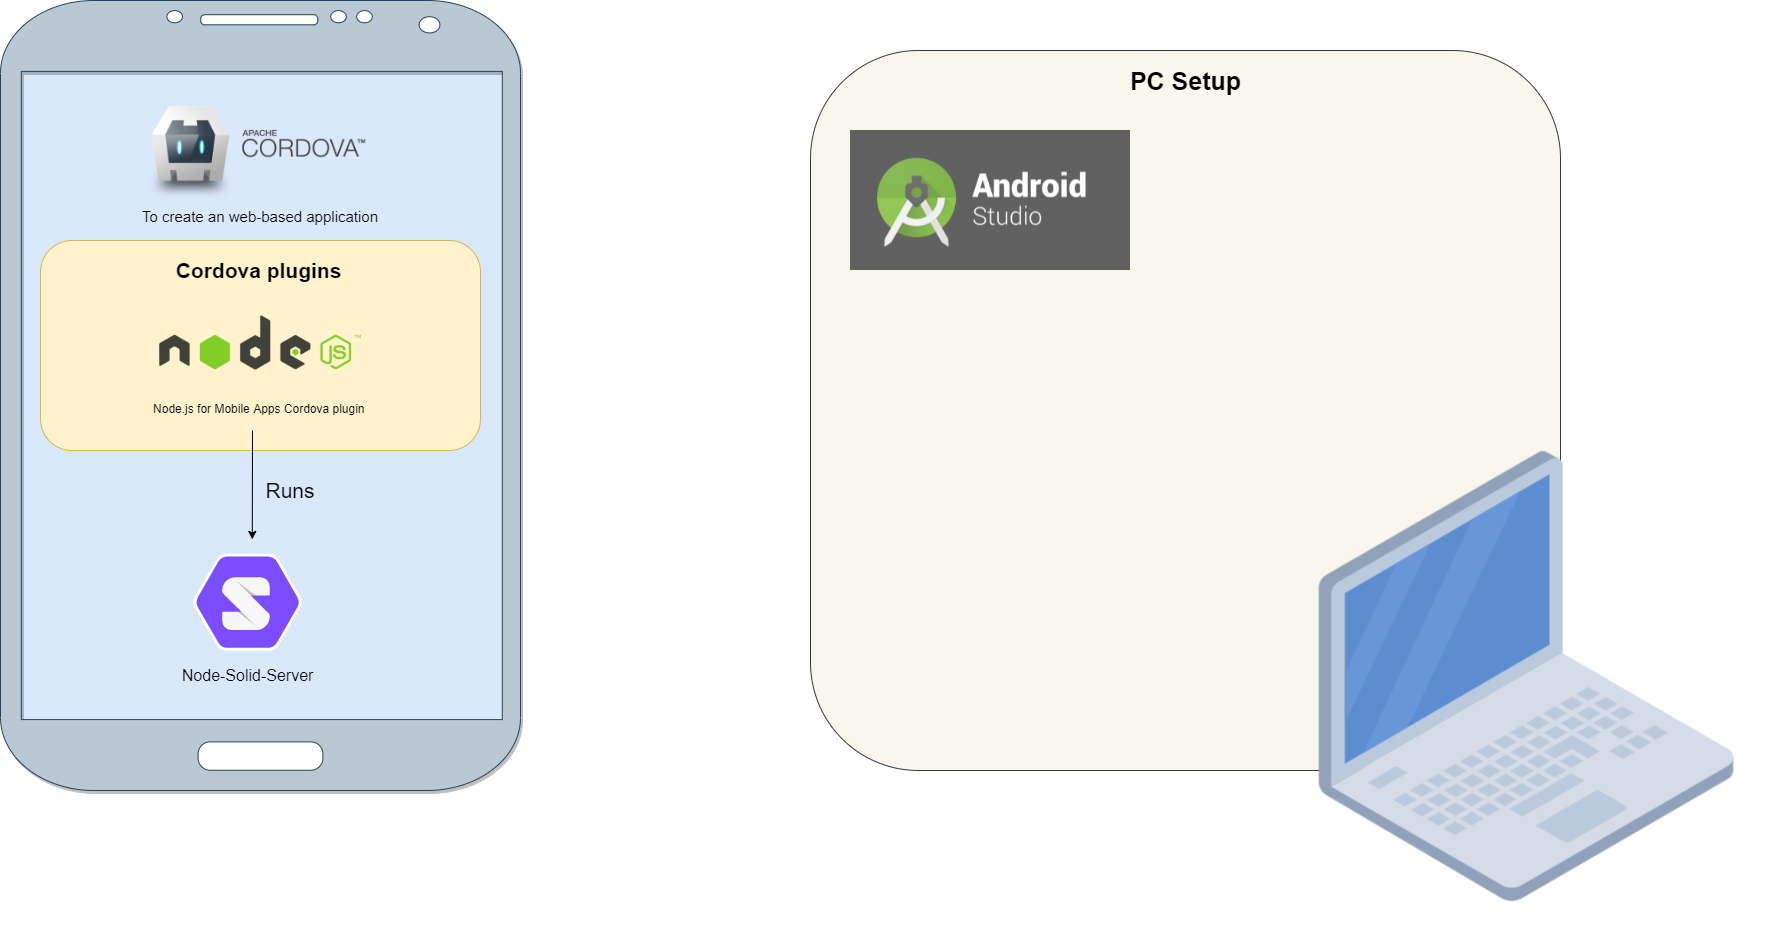 APACHE
CORDOVA™
To create an web-based application
Cordova plugins
node JS™
Node.js for Mobile Apps Cordova plugin
Runs
Node-Solid-Server
PC Setup
Android
Studio